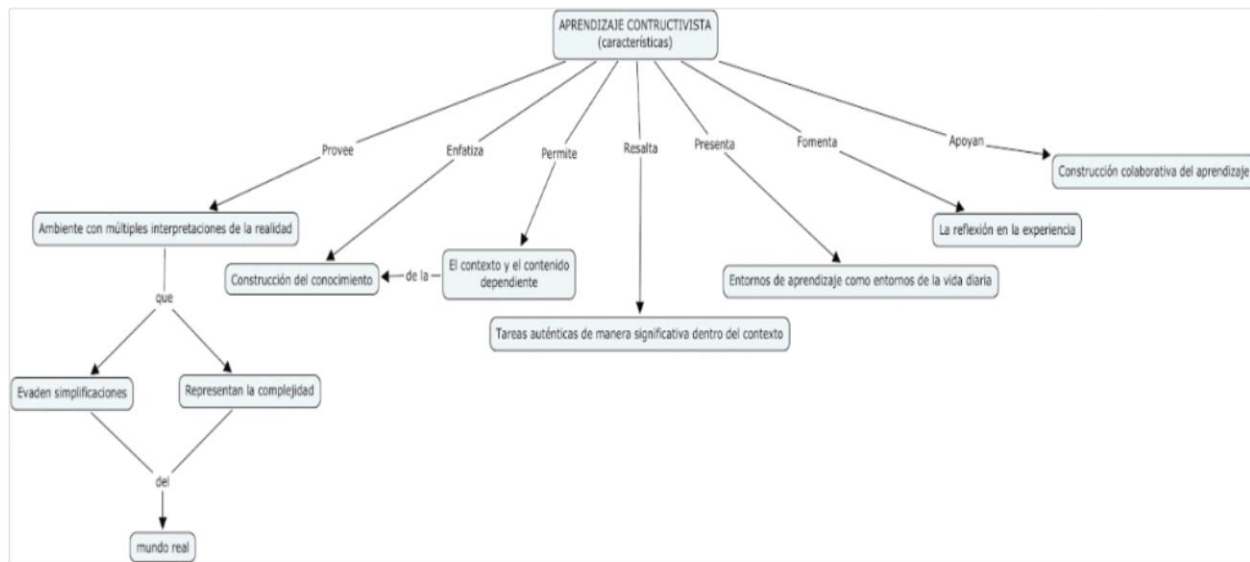 APRENDIZAJE CONTRUCTIVISTA
(características)
Provee
Enfatiza
Permite
Resalta
Presenta
Fomenta
Apoyan
Construcción colaborativa del aprendizaje
Ambiente con múltiples interpretaciones de la realidad
La reflexión en la experiencia
Construcción del conocimiento
de la
El contexto y el contenido
dependiente
Entornos de aprendizaje como entornos de la vida diaria
que
Tareas auténticas de manera significativa dentro del contexto
Evaden simplificaciones
Representan la complejidad
del
mundo real